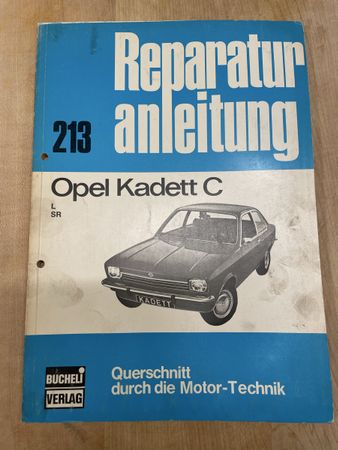 Reparatur
213 anleitung
Opel Kadett C
L
SR
KADETT
BUCHELI
VERLAG
Querschnitt
durch die Motor-Technik